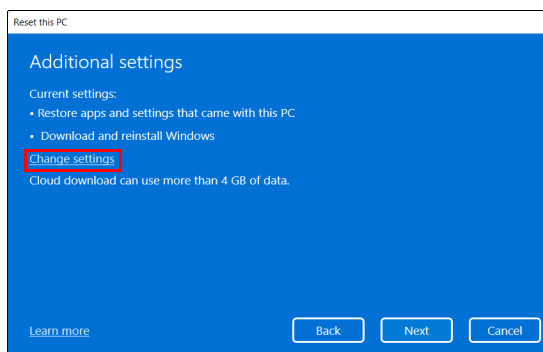 Reset this PC
Additional settings
Current settings:
• Restore apps and settings that came with this PC
• Download and reinstall Windows
Change settings
Cloud download can use more than 4 GB of data.
Learn more
Back
Next
Cancel